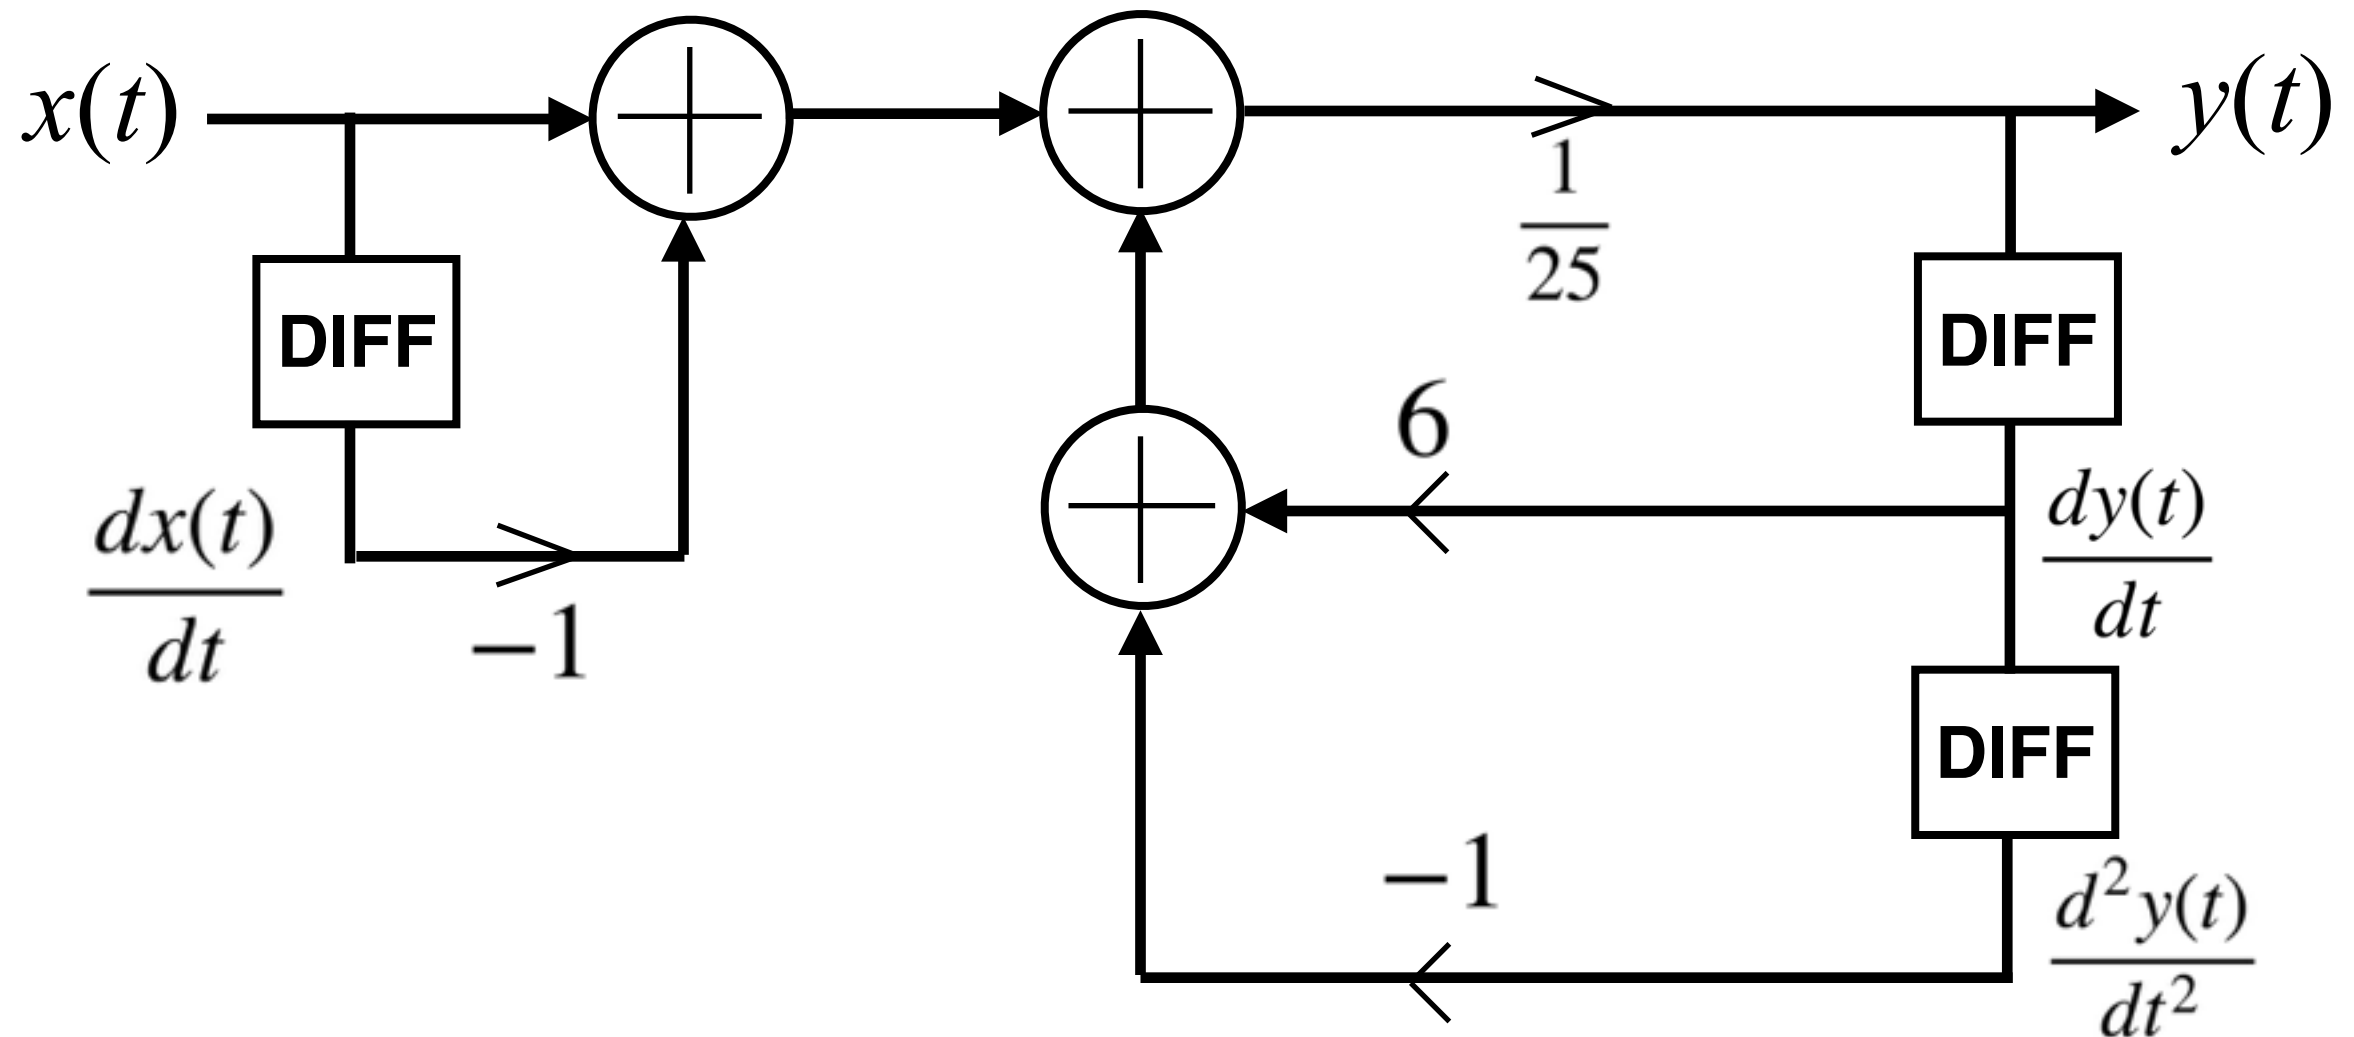 x(t)
y(t)
1/25
DIFF
DIFF
6
dx(t)/dt
-1
dy(t)/dt
DIFF
-1
d²y(t)/dt²